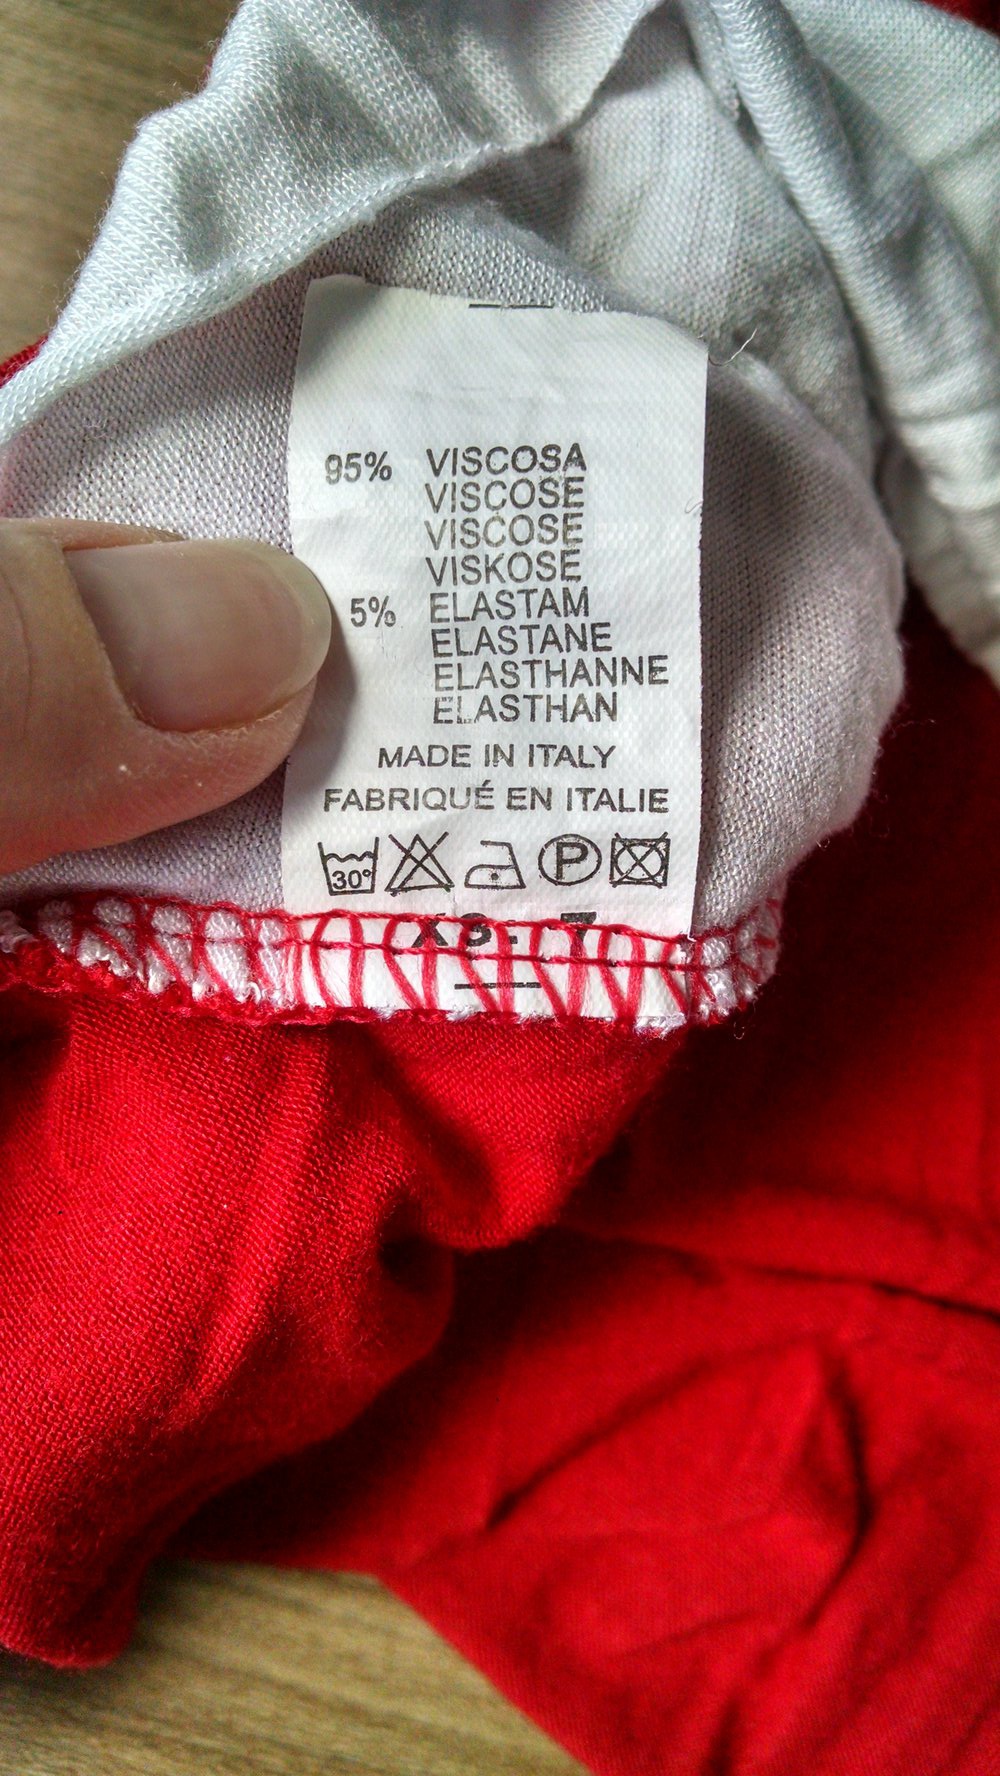 95% VISCOSA
VISCOSE
VISCOSE
VISKOSE
5% ELASTAM
ELASTANE
ELASTHANNE
ELASTHAN
MADE IN ITALY
FABRIQUÉ EN ITALIE
30° P